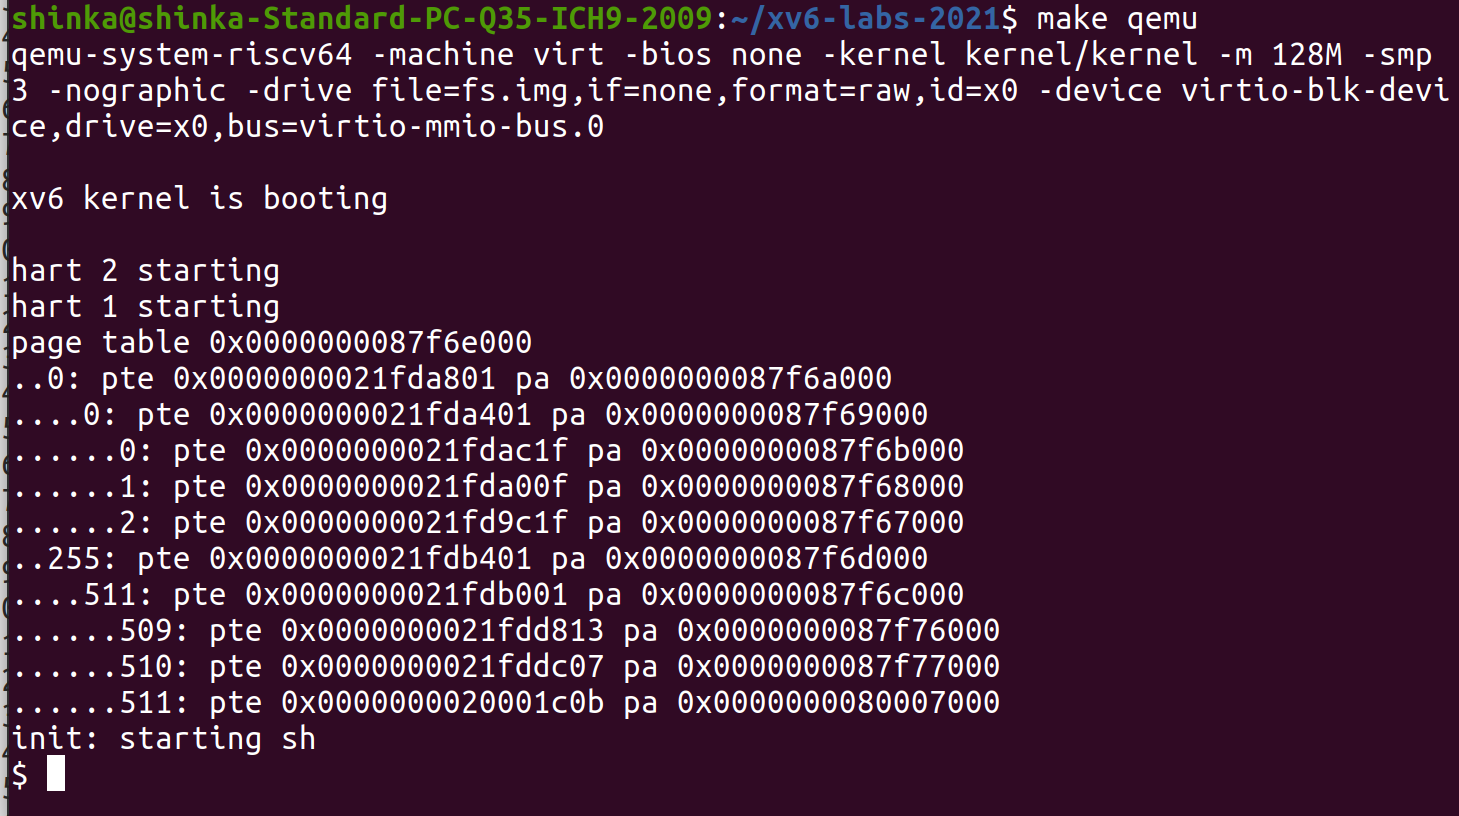 shinka@shinka-Standard-PC-Q35-ICH9-2009:~/xv6-labs-2021$ make qemu
qemu-system-riscv64 -machine virt -bios none -kernel kernel/kernel -m 128M -smp
3 -nographic -drive file=fs.img,if=none,format=raw,id=x0 -device virtio-blk-devi
ce,drive=x0,bus=virtio-mmio-bus.0
xv6 kernel is booting
hart 2 starting
hart 1 starting
page table 0x0000000087f6e000
..0: pte 0x0000000021fda801 pa 0x0000000087f6a000
....0: pte 0x0000000021fda401 pa 0x0000000087f69000
......0: pte 0x0000000021fdac1f pa 0x0000000087f6b000
......1: pte 0x0000000021fda00f pa 0x0000000087f68000
......2: pte 0x0000000021fd9c1f pa 0x0000000087f67000
..255: pte 0x0000000021fdb401 pa 0x0000000087f6d000
....511: pte 0x0000000021fdb001 pa 0x0000000087f6c000
......509: pte 0x0000000021fdd813 pa 0x0000000087f76000
......510: pte 0x0000000021fddc07 pa 0x0000000087f77000
......511: pte 0x0000000020001c0b pa 0x0000000080007000
init: starting sh
$